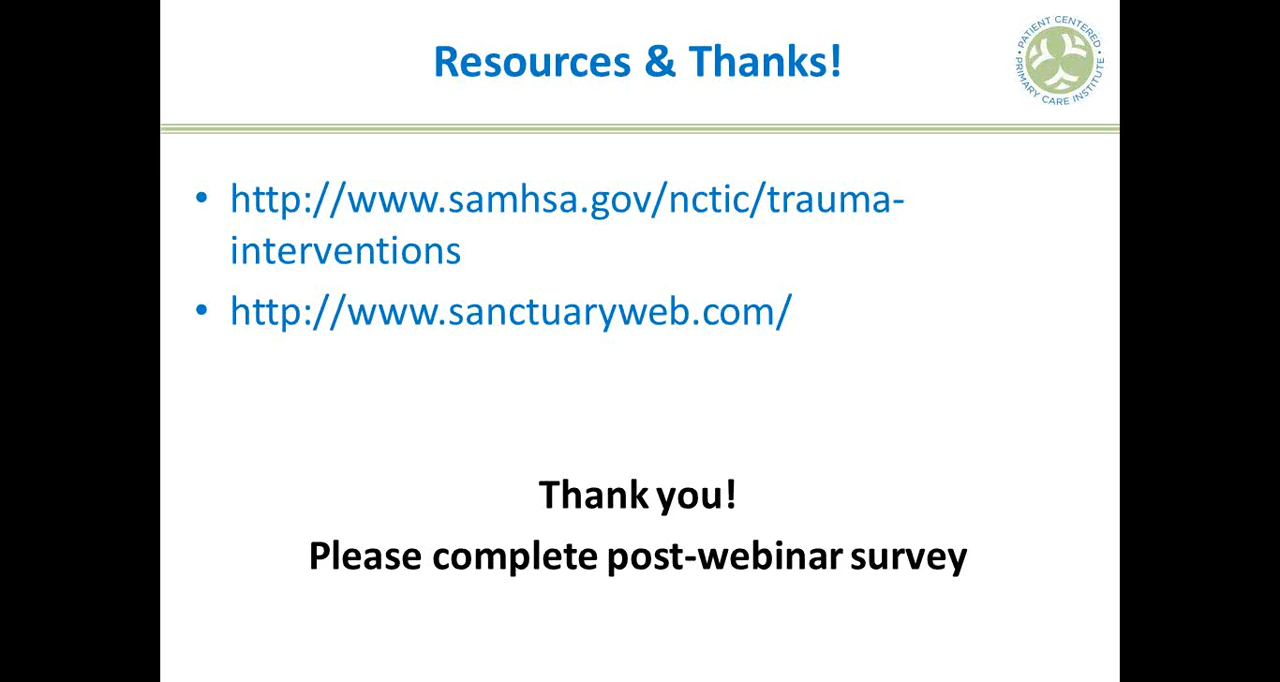 Resources & Thanks!
PATIENT CENTERED
PRIMARY CARE INSTITUTE
• http://www.samhsa.gov/nctic/trauma-
interventions
• http://www.sanctuaryweb.com/
Thank you!
Please complete post-webinar survey